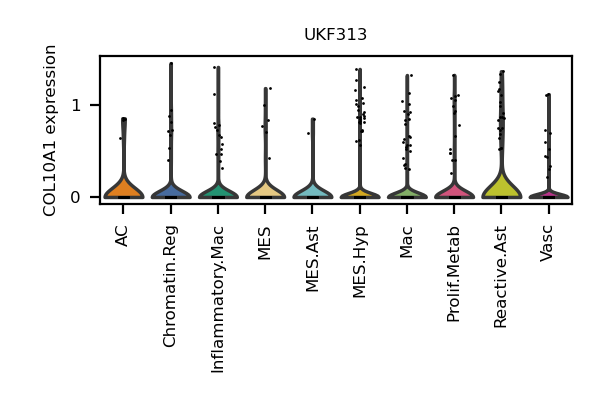 UKF313
COL10A1 expression
1
0
AC
Chromatin.Reg
Inflammatory.Mac
MES
MES.Ast
MES.Hyp
Mac
Prolif.Metab
Reactive.Ast
Vasc